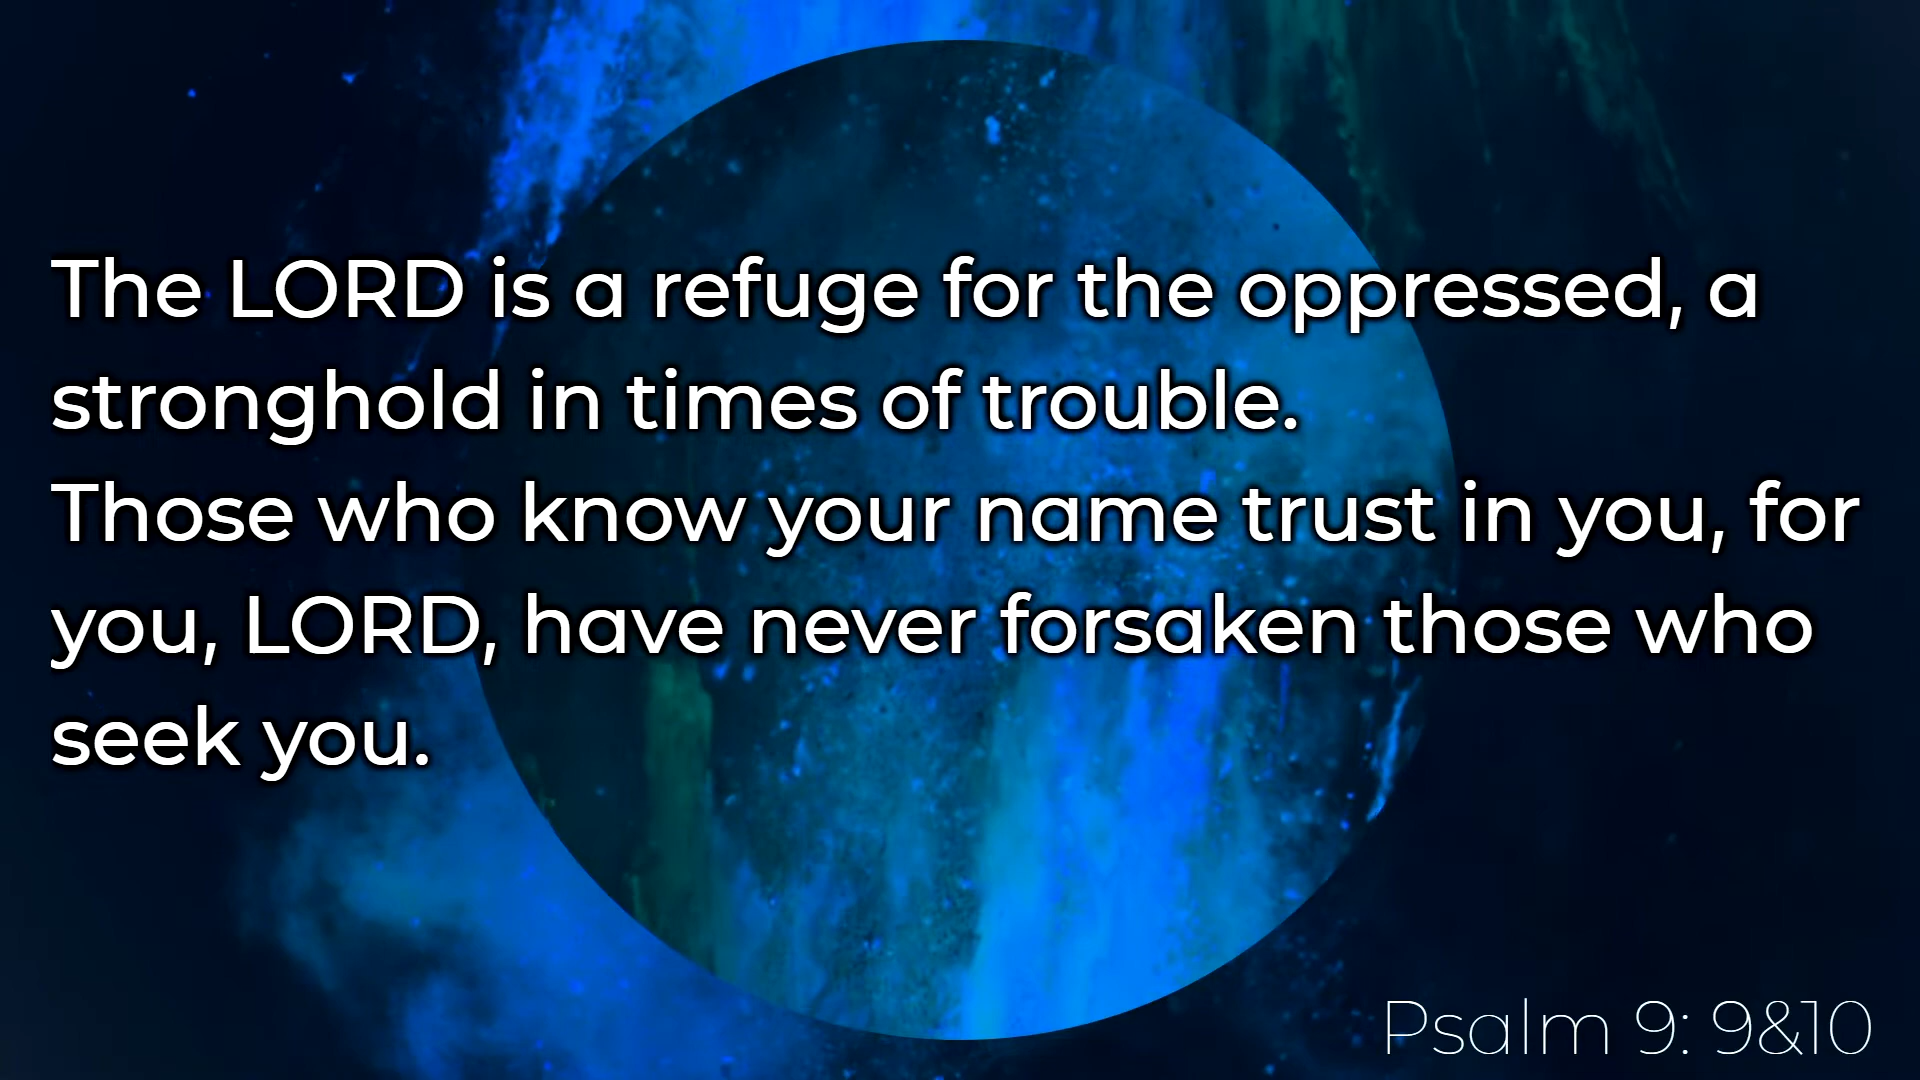 The LORD is a refuge for the oppressed, a
stronghold in times of trouble.
Those who know your name trust in you, for
you, LORD, have never forsaken those who
seek you.
Psalm 9: 9&10